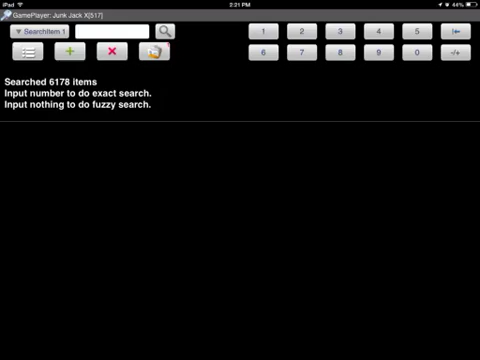 iPad
2:21 PM
44%
GamePlayer: Junk Jack X[517]
▼ SearchItem 1
1 2 3 4 5
6 7 8 9 0 -/+
Searched 6178 items
Input number to do exact search.
Input nothing to do fuzzy search.